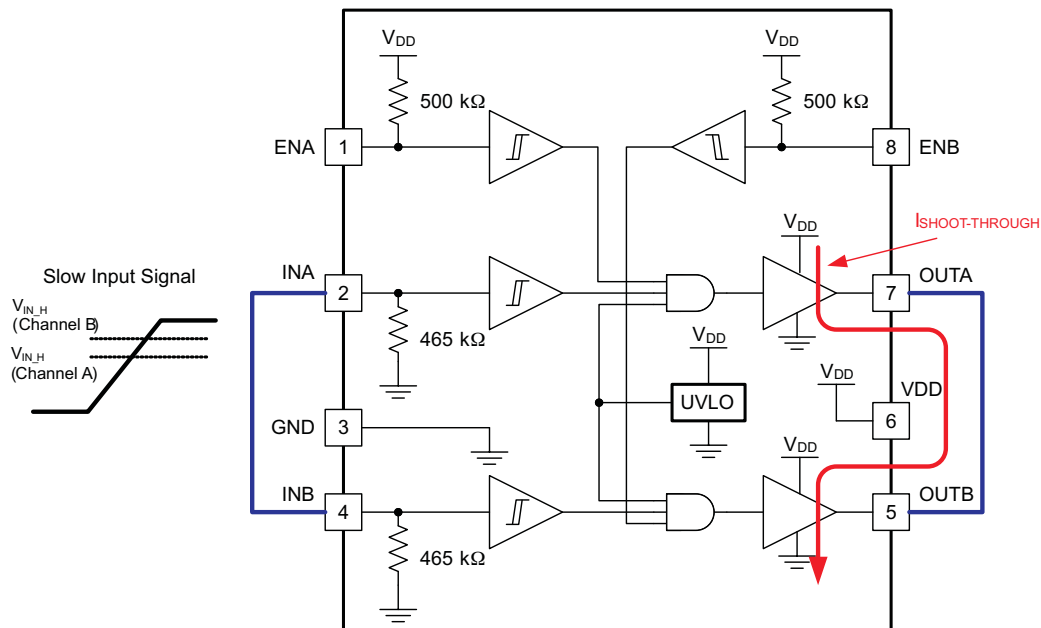 VDD
VDD
500 kΩ
500 kΩ
ENA
1
8
ENB
ISHOOT-THROUGH
VDD
Slow Input Signal
INA
OUTA
2
7
VIN_H
(Channel B)
VIN_H
(Channel A)
465 kΩ
VDD
VDD
VDD
UVLO
6
GND
3
VDD
INB
OUTB
4
5
465 kΩ